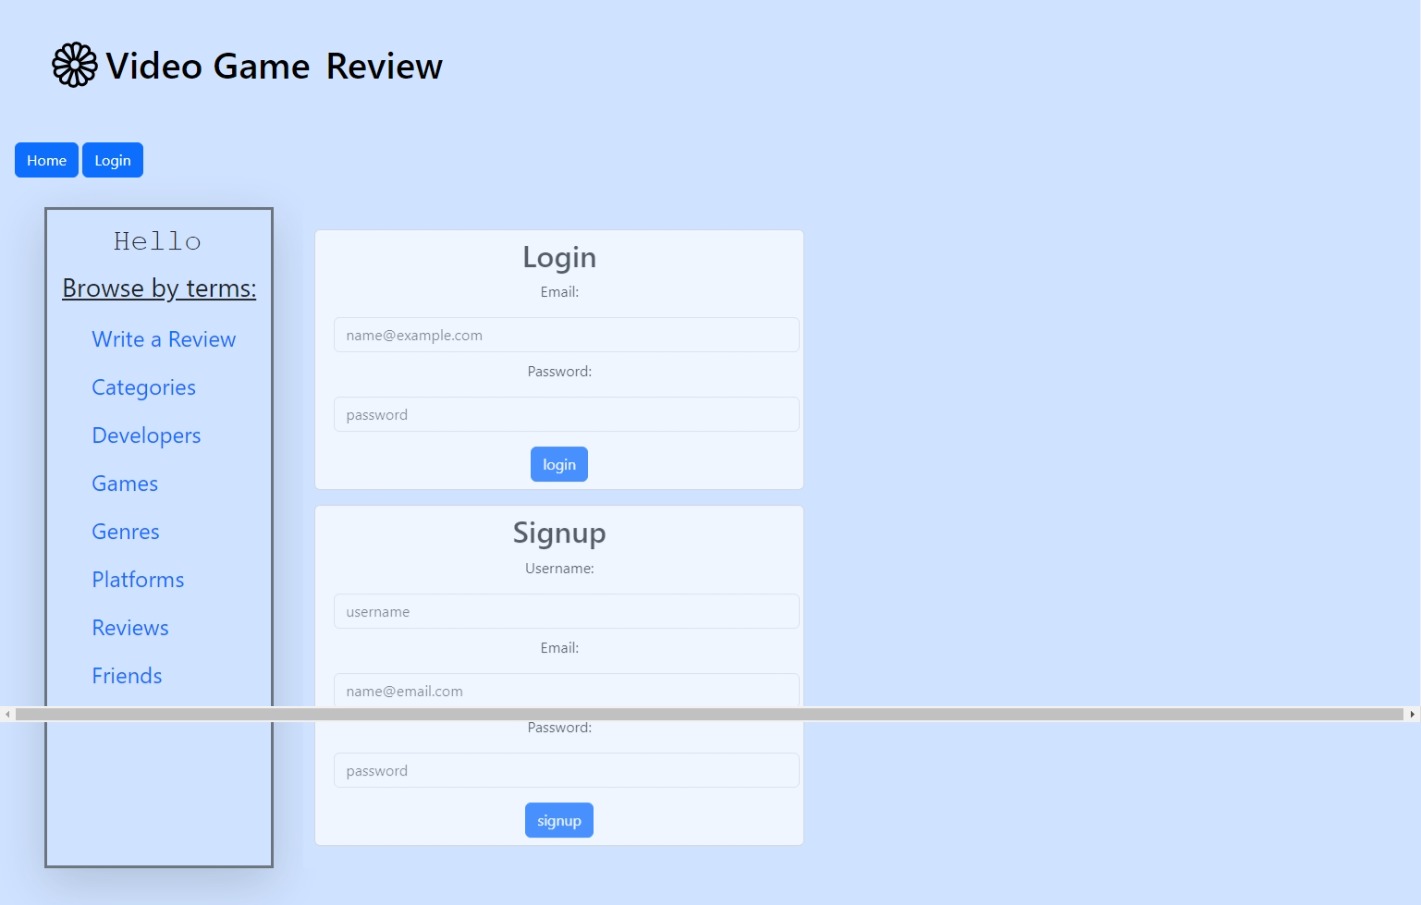 Video Game Review
Home Login
Hello
Browse by terms:
Write a Review
Categories
Developers
Games
Genres
Platforms
Reviews
Friends
Login
Email:
name@example.com
Password:
password
login
Signup
Username:
username
Email:
name@email.com
Password:
password
signup